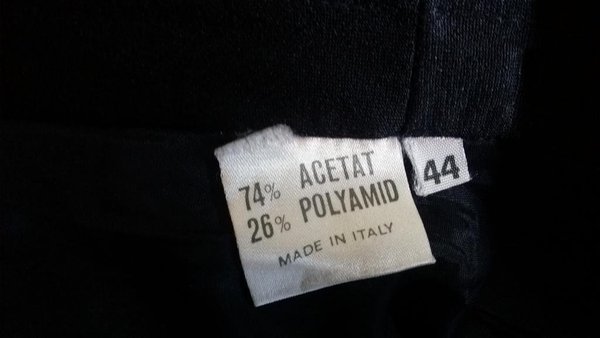 74% ACETAT
26% POLYAMID
MADE IN ITALY
44